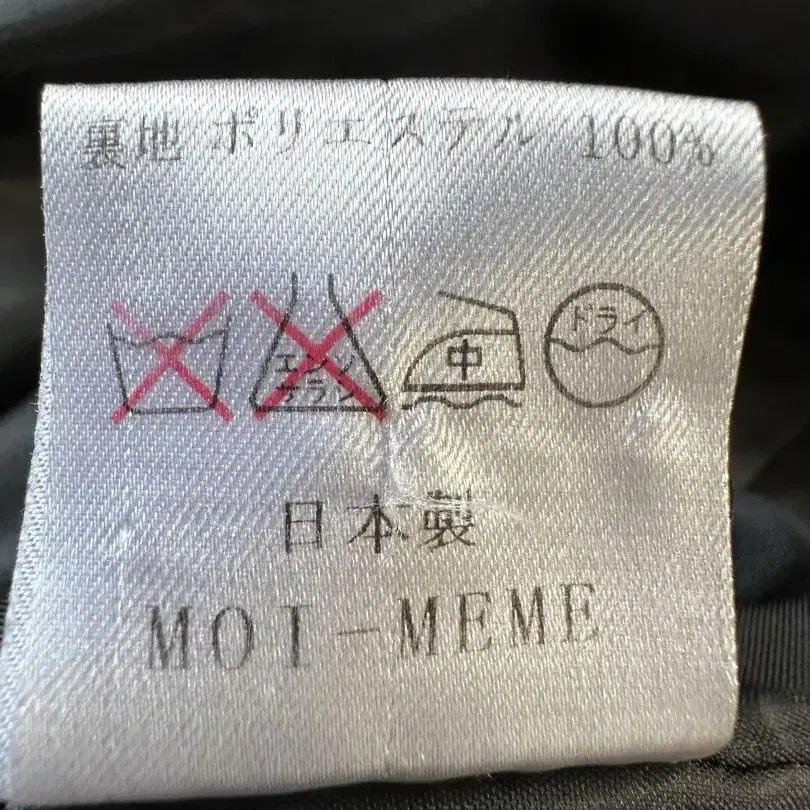 裏地 ポリエステル 100%
エンソ
サラシ
中
ドライ
日本製
MOI-MEME